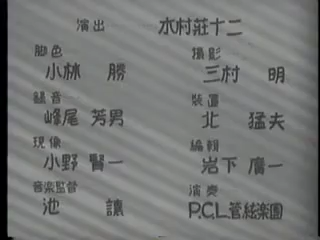 演出 木村荘十二
脚色 撮影
小林 勝 三村 明
録音 装置
峰尾 芳男 北 猛夫
現像 編輯
小野 賢一 岩下 廣一
音楽監督 演奏
池 譲 P.C.L.管絃楽團